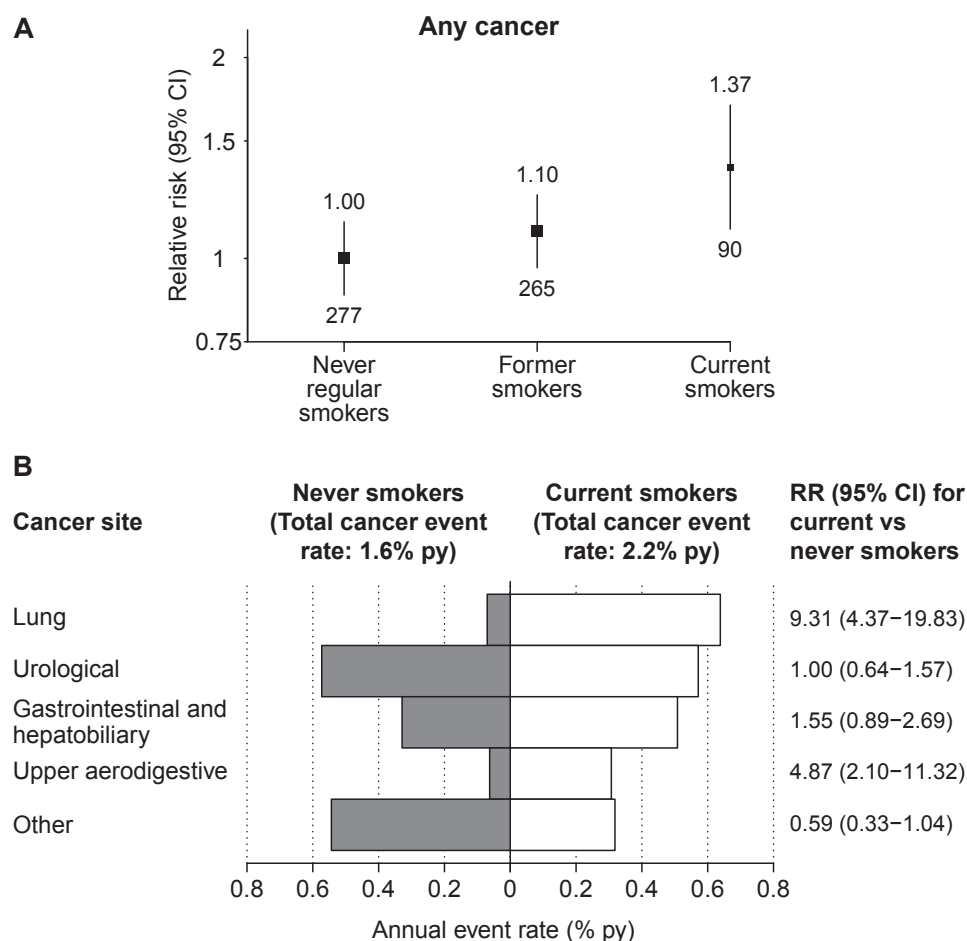 A
Any cancer
Relative risk (95% CI)
2
1.5
1
0.75
1.00
277
1.10
265
1.37
90
Never
regular
smokers
Former
smokers
Current
smokers
B
Cancer site
Never smokers
(Total cancer event
rate: 1.6% py)
Current smokers
(Total cancer event
rate: 2.2% py)
RR (95% CI) for
current vs
never smokers
Lung
9.31 (4.37−19.83)
Urological
1.00 (0.64−1.57)
Gastrointestinal and
hepatobiliary
1.55 (0.89−2.69)
Upper aerodigestive
4.87 (2.10−11.32)
Other
0.59 (0.33−1.04)
0.8 0.6 0.4 0.2 0 0.2 0.4 0.6 0.8
Annual event rate (% py)